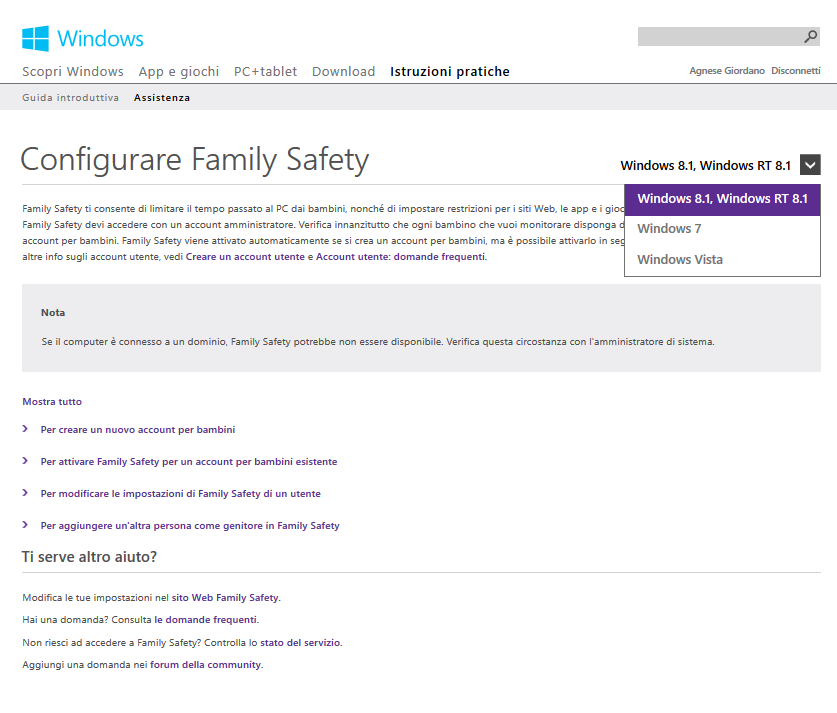 Windows
Scopri Windows App e giochi PC+tablet Download Istruzioni pratiche
Agnese Giordano Disconnetti
Guida introduttiva Assistenza
Configurare Family Safety
Windows 8.1, Windows RT 8.1
Windows 8.1, Windows RT 8.1
Windows 7
Windows Vista
Family Safety ti consente di limitare il tempo passato al PC dai bambini, nonché di impostare restrizioni per i siti Web, le app e i
Family Safety devi accedere con un account amministratore. Verifica innanzitutto che ogni bambino che vuoi monitorare disponga
account per bambini. Family Safety viene attivato automaticamente se si crea un account per bambini, ma è possibile attivarlo in
altre info sugli account utente, vedi Creare un account utente e Account utente: domande frequenti.
Nota
Se il computer è connesso a un dominio, Family Safety potrebbe non essere disponibile. Verifica questa circostanza con l'amministratore di sistema.
Mostra tutto
Per creare un nuovo account per bambini
Per attivare Family Safety per un account per bambini esistente
Per modificare le impostazioni di Family Safety di un utente
Per aggiungere un'altra persona come genitore in Family Safety
Ti serve altro aiuto?
Modifica le tue impostazioni nel sito Web Family Safety.
Hai una domanda? Consulta le domande frequenti.
Non riesci ad accedere a Family Safety? Controlla lo stato del servizio.
Aggiungi una domanda nei forum della community.